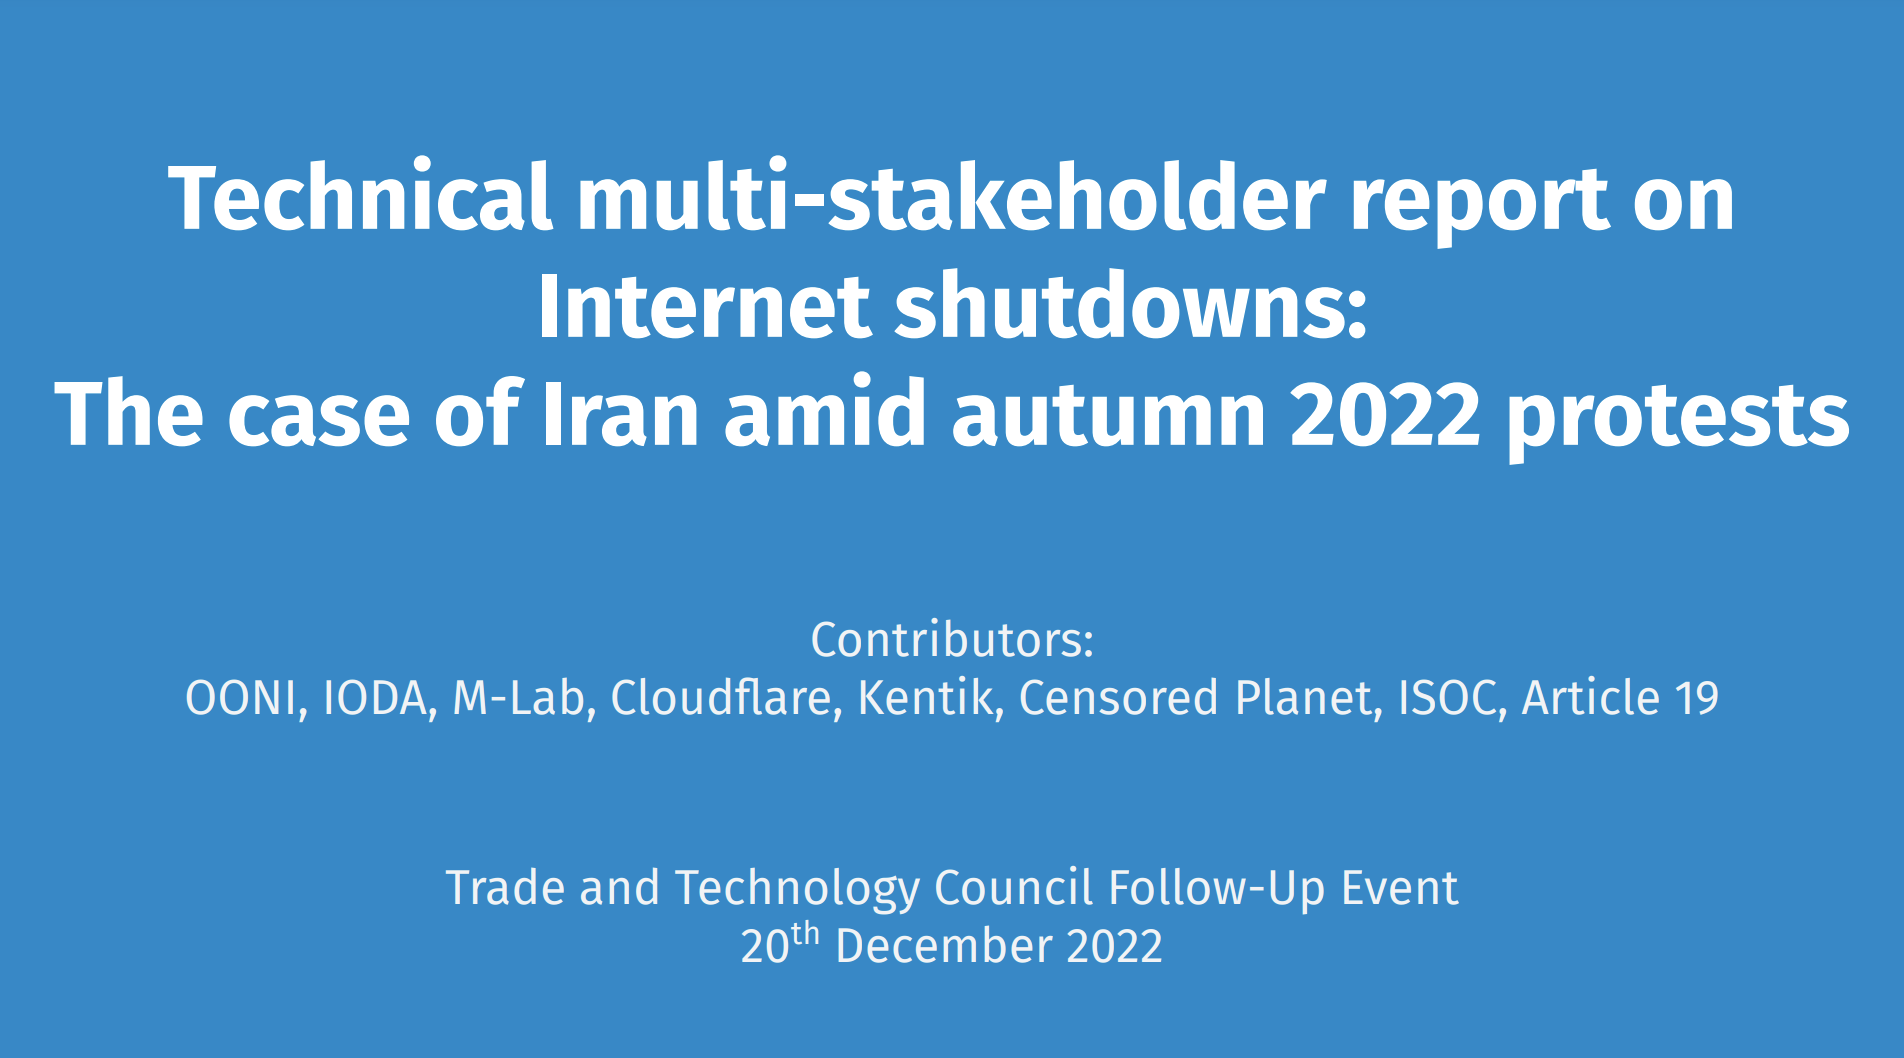 Technical multi-stakeholder report on
Internet shutdowns:
The case of Iran amid autumn 2022 protests
Contributors:
OONI, IODA, M-Lab, Cloudflare, Kentik, Censored Planet, ISOC, Article 19
Trade and Technology Council Follow-Up Event
20th December 2022